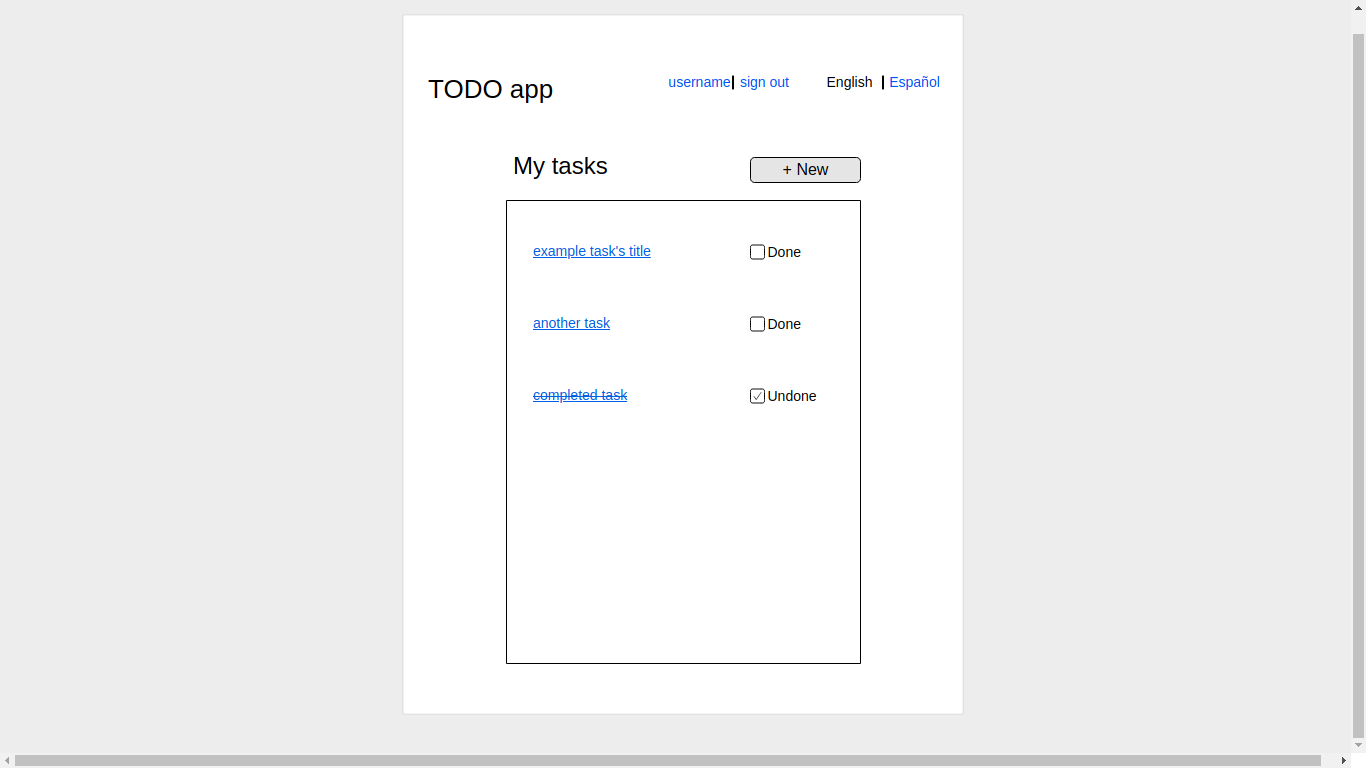 TODO app
username| sign out
English | Español
My tasks
+ New
example task's title
Done
another task
Done
completed task
Undone